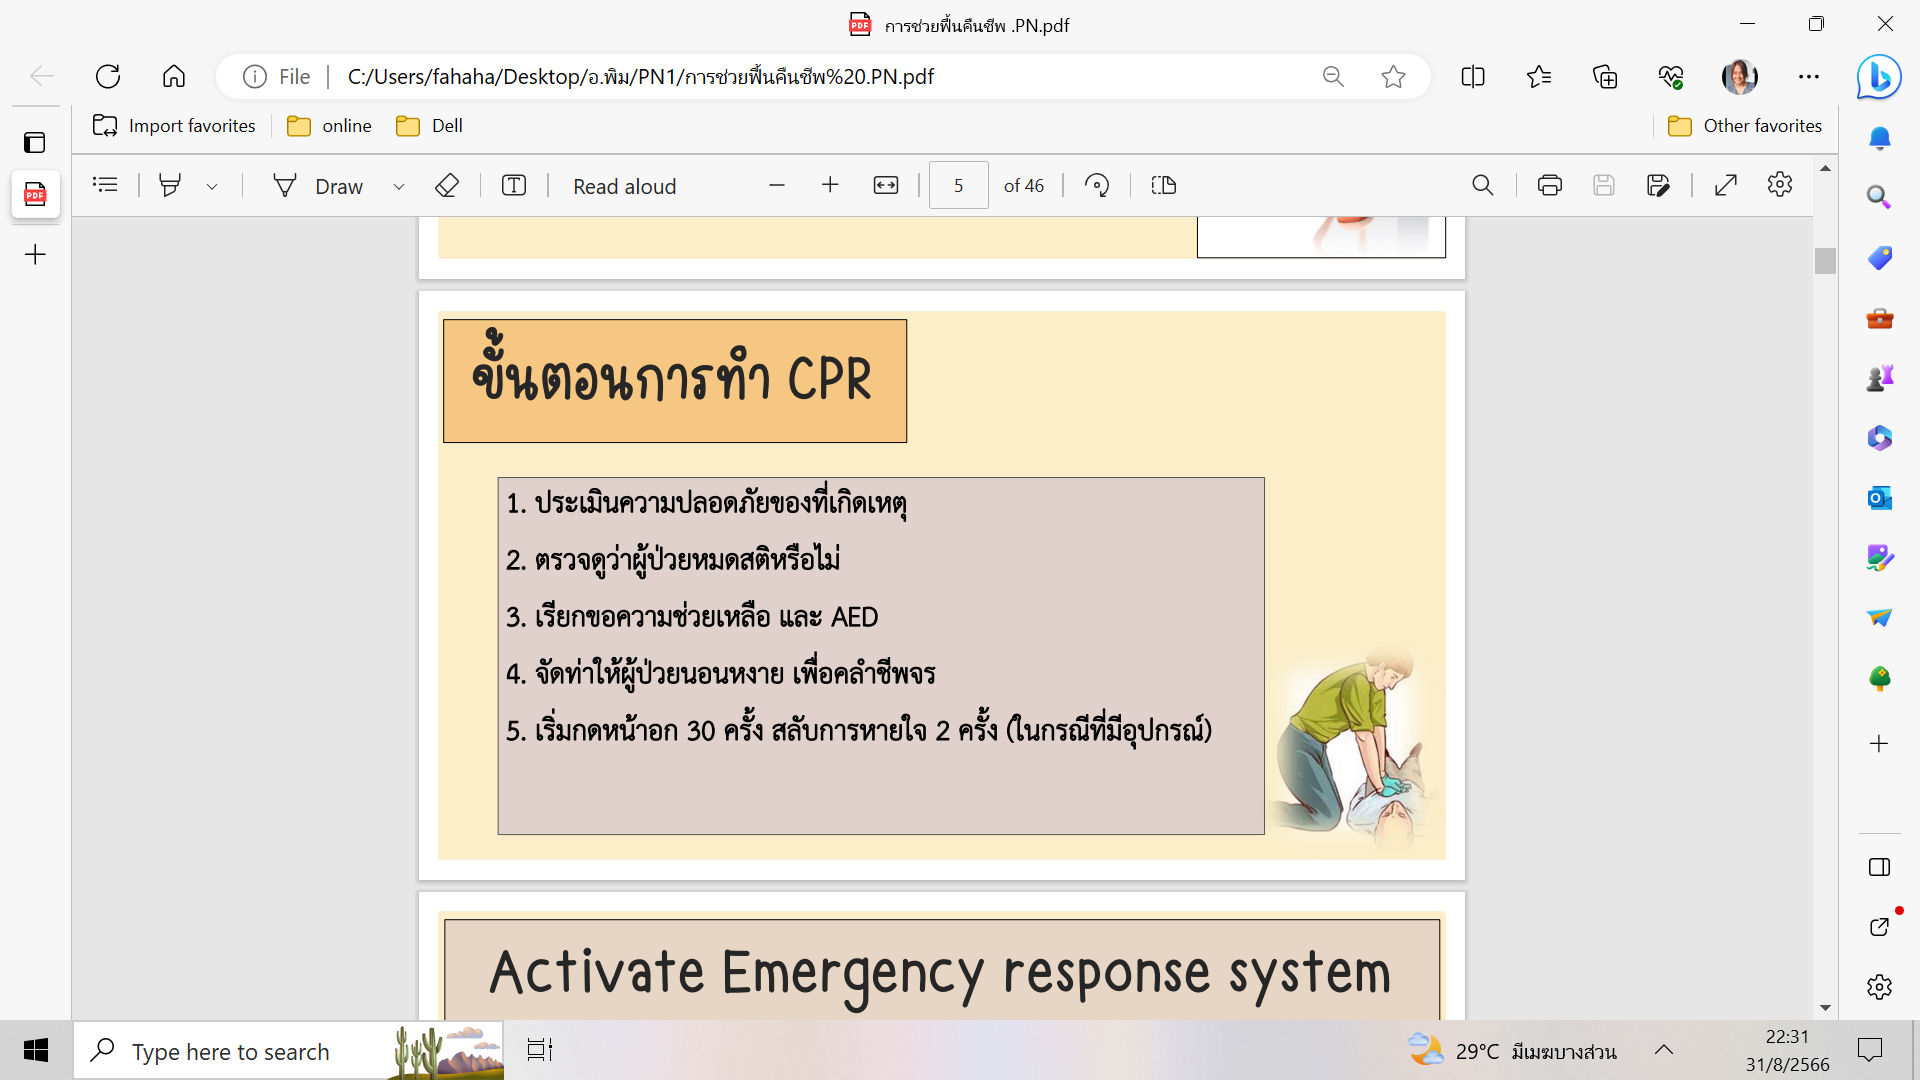 การช่วยฟื้นคืนชีพ .PN.pdf
File C:/Users/fahaha/Desktop/อ.พิม/PN1/การช่วยฟื้นคืนชีพ%20.PN.pdf
Import favorites online Dell Other favorites
Draw Read aloud 5 of 46
ขั้นตอนการทำ CPR
1. ประเมินความปลอดภัยของที่เกิดเหตุ
2. ตรวจดูว่าผู้ป่วยหมดสติหรือไม่
3. เรียกขอความช่วยเหลือ และ AED
4. จัดท่าให้ผู้ป่วยนอนหงาย เพื่อคลำชีพจร
5. เริ่มกดหน้าอก 30 ครั้ง สลับการหายใจ 2 ครั้ง (ในกรณีที่มีอุปกรณ์)
Activate Emergency response system
Type here to search
29°C มีเมฆบางส่วน
22:31
31/8/2566